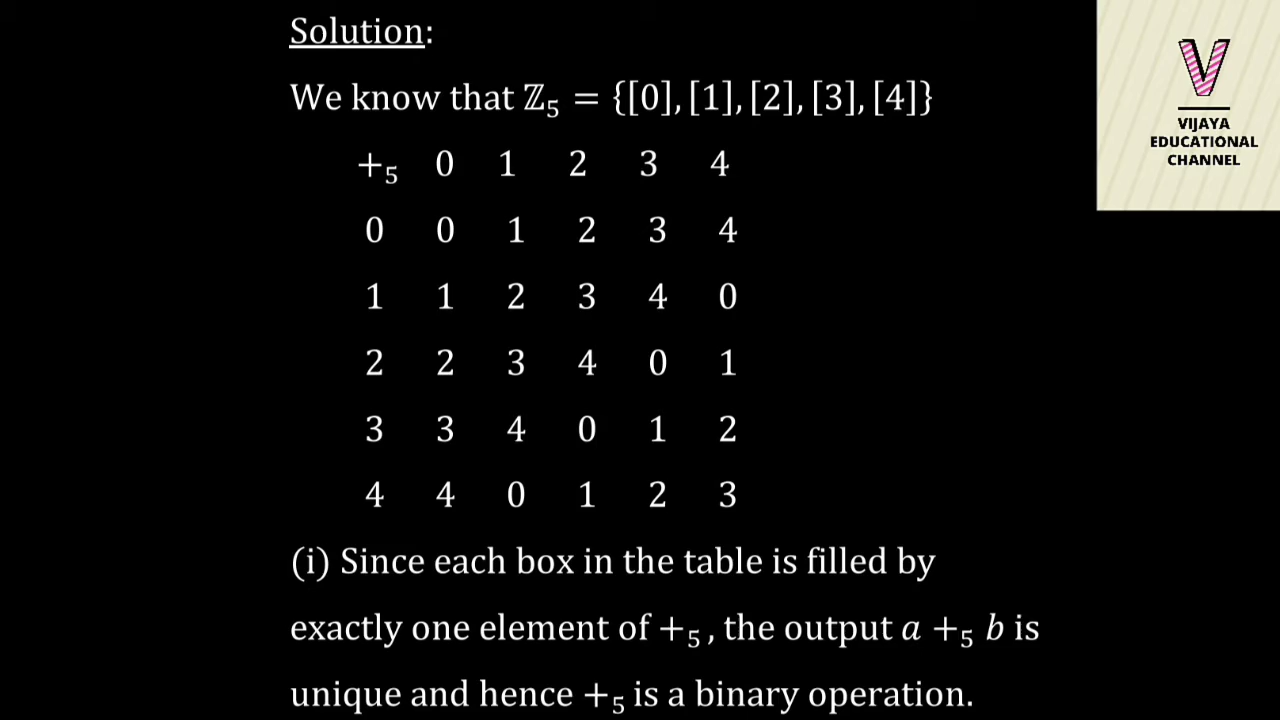 Solution:
We know that ℤ₅ = {[0], [1], [2], [3], [4]}
+₅ 0 1 2 3 4
0 0 1 2 3 4
1 1 2 3 4 0
2 2 3 4 0 1
3 3 4 0 1 2
4 4 0 1 2 3
(i) Since each box in the table is filled by
exactly one element of +₅, the output a +₅ b is
unique and hence +₅ is a binary operation.
V
VIJAYA
EDUCATIONAL
CHANNEL